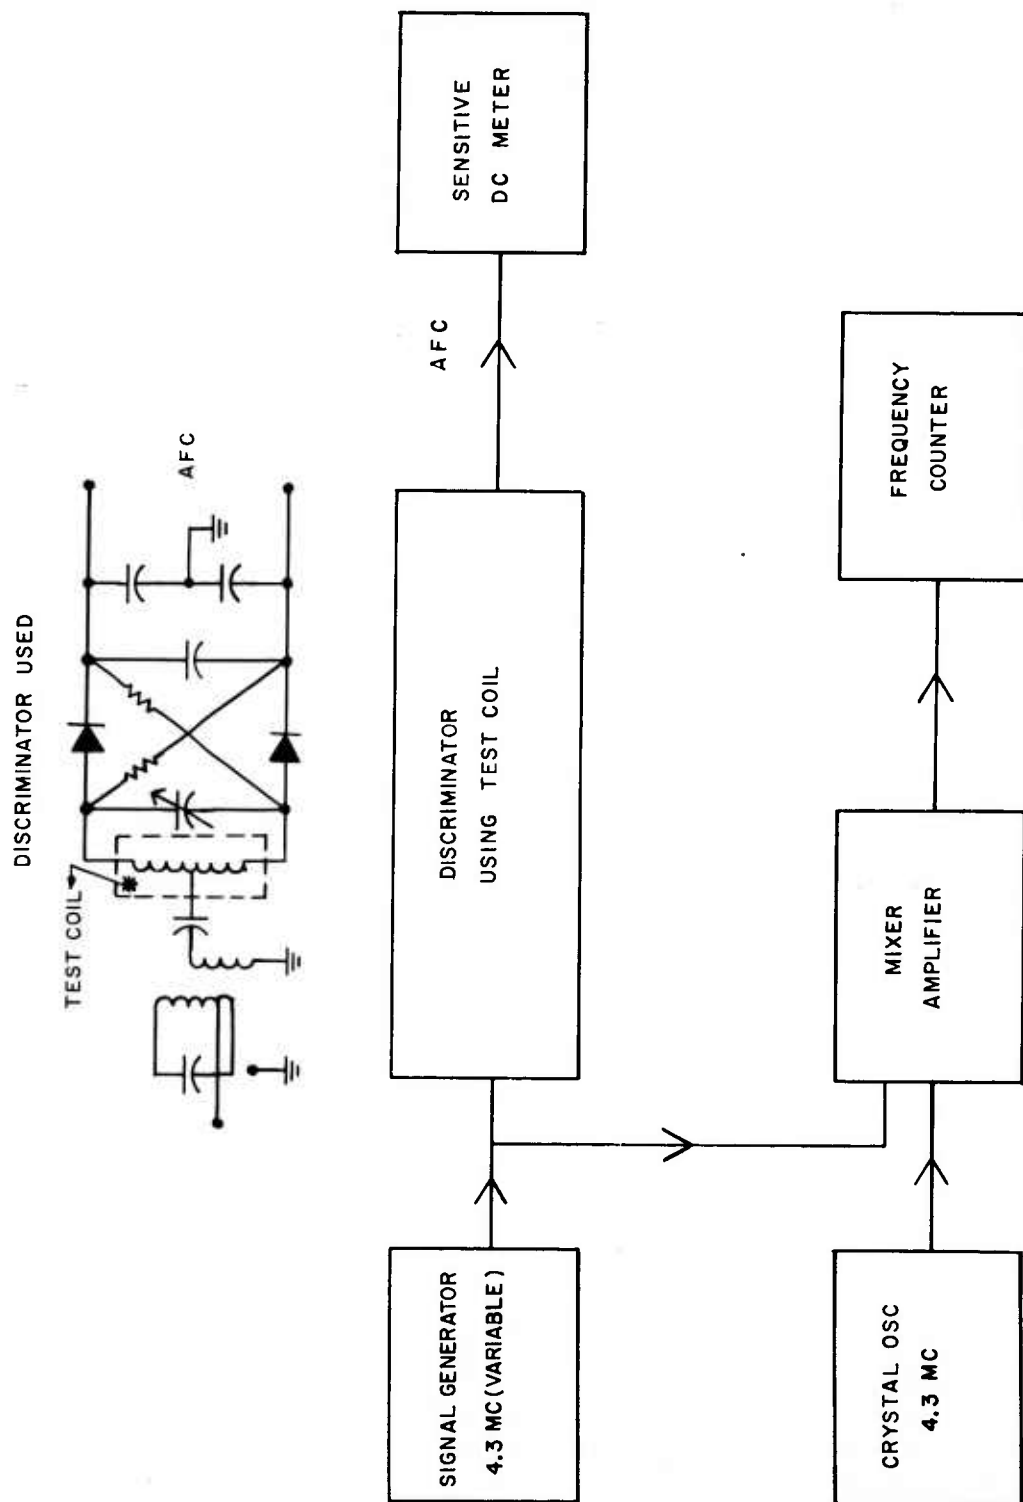 DISCRIMINATOR USED
TEST COIL
AFC
SIGNAL GENERATOR
4.3 MC (VARIABLE)
DISCRIMINATOR
USING TEST COIL
AFC
SENSITIVE
DC METER
CRYSTAL OSC
4.3 MC
MIXER
AMPLIFIER
FREQUENCY
COUNTER